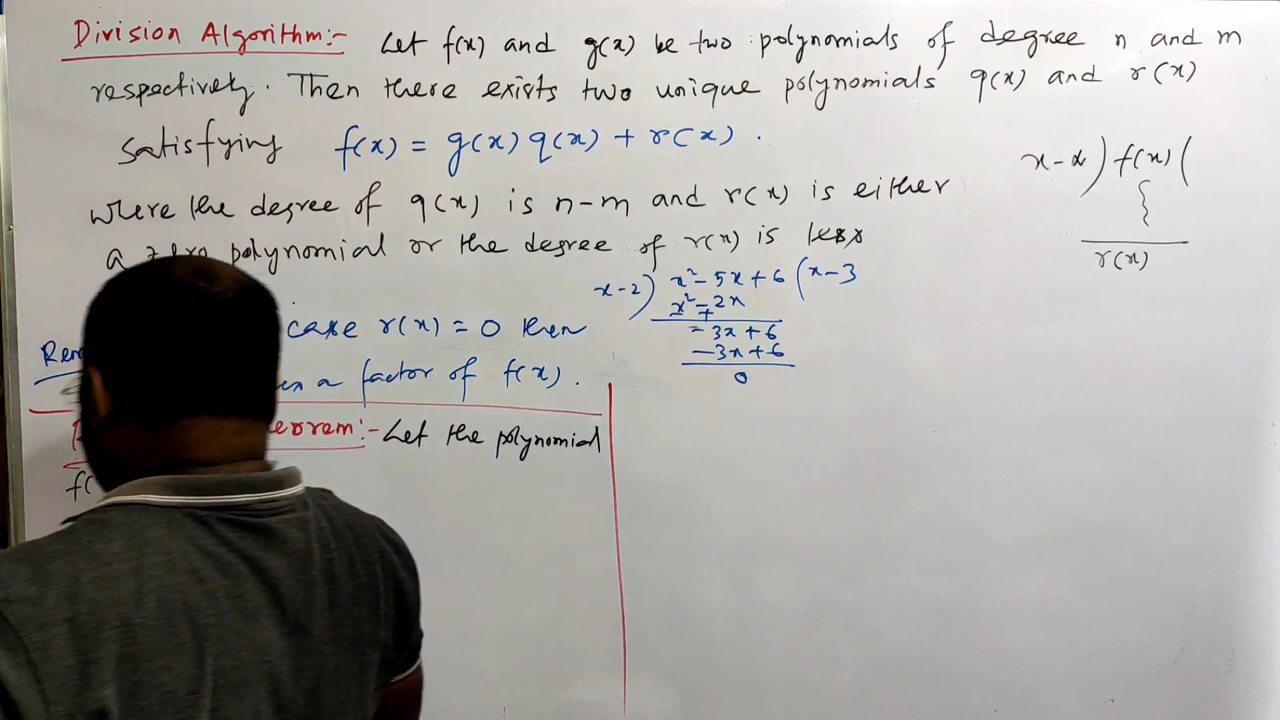 Division Algorithm:- Let f(x) and g(x) be two polynomials of degree n and m
respectively. Then there exists two unique polynomials q(x) and r(x)
satisfying f(x) = g(x) q(x) + r(x) .
where the degree of q(x) is n-m and r(x) is either
a zero polynomial or the degree of r(x) is less
case r(x) = 0 then
a factor of f(x).
Let the polynomial
x-α ) f(x) (
r(x)
x-2 ) x²-5x+6 ( x-3
x²-2x
+
-3x+6
-3x+6
0